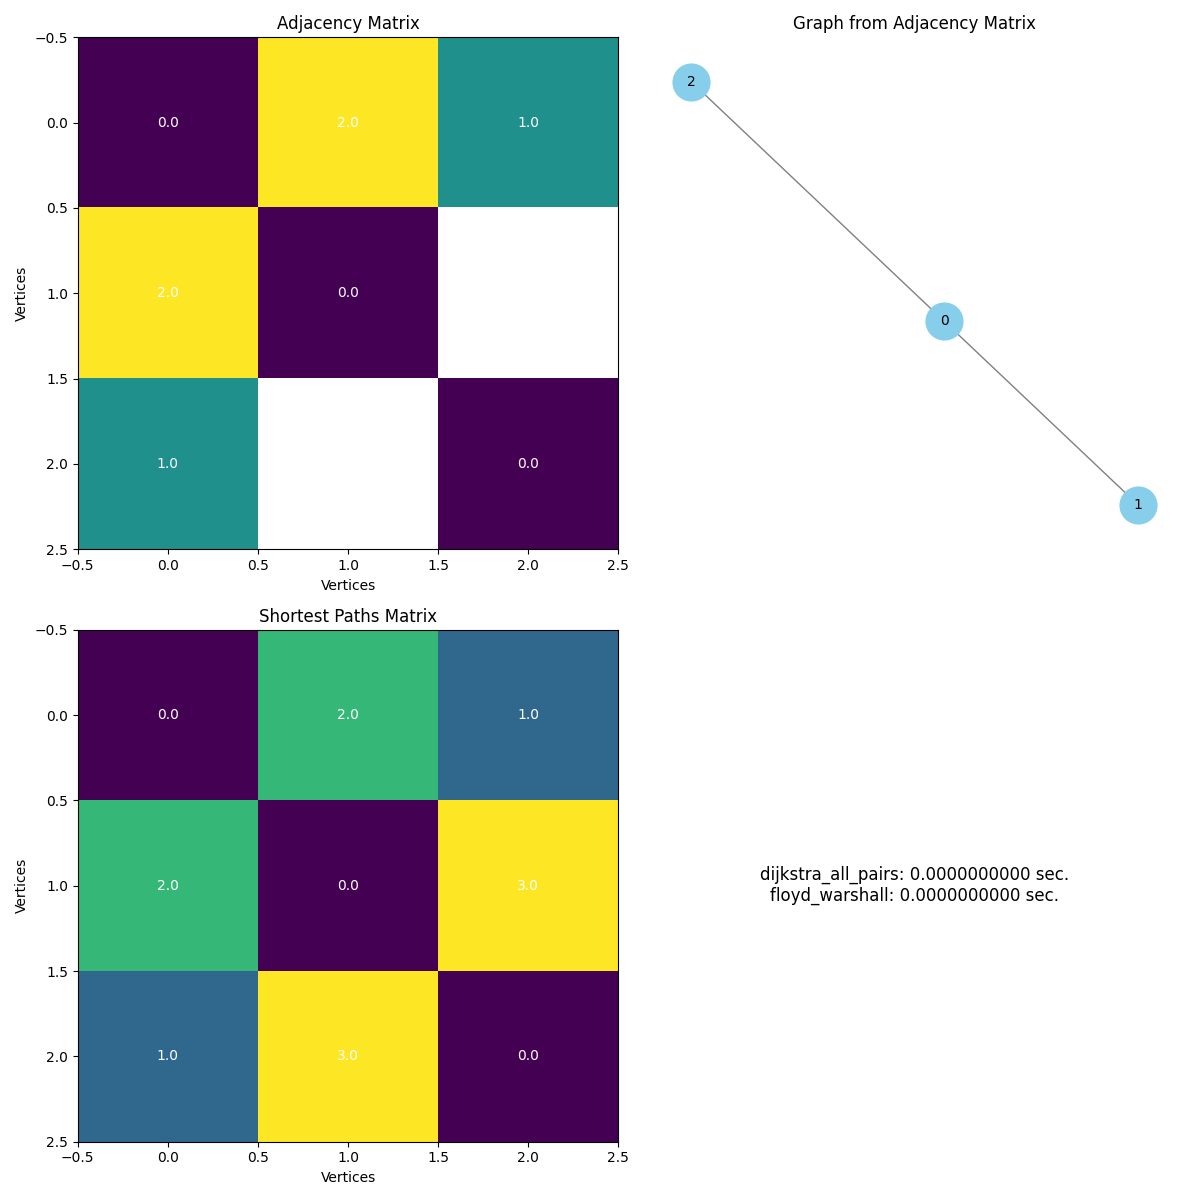 Adjacency Matrix
−0.5
0.0
0.5
1.0
1.5
2.0
2.5
Vertices
0.0 2.0 1.0
2.0 0.0
1.0 0.0
−0.5 0.0 0.5 1.0 1.5 2.0 2.5
Vertices
Graph from Adjacency Matrix
2
0
1
Shortest Paths Matrix
−0.5
0.0
0.5
1.0
1.5
2.0
2.5
Vertices
0.0 2.0 1.0
2.0 0.0 3.0
1.0 3.0 0.0
−0.5 0.0 0.5 1.0 1.5 2.0 2.5
Vertices
dijkstra_all_pairs: 0.0000000000 sec.
floyd_warshall: 0.0000000000 sec.